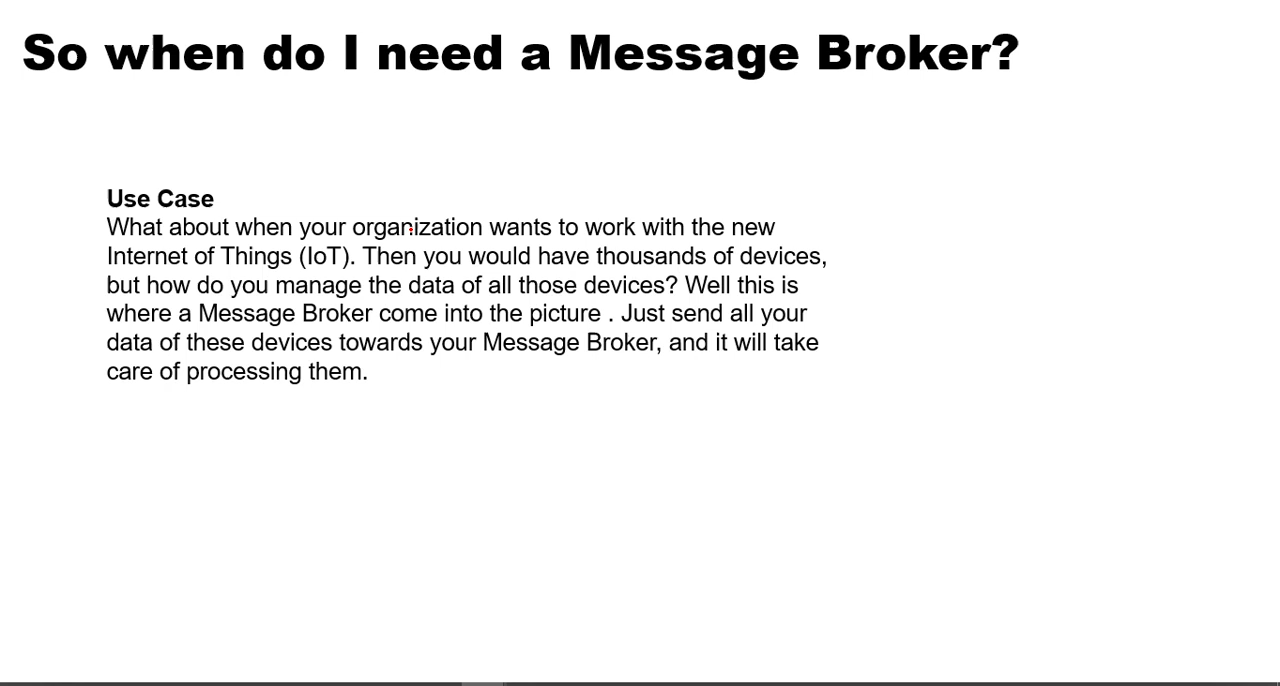 So when do I need a Message Broker?
Use Case
What about when your organization wants to work with the new
Internet of Things (IoT). Then you would have thousands of devices,
but how do you manage the data of all those devices? Well this is
where a Message Broker come into the picture . Just send all your
data of these devices towards your Message Broker, and it will take
care of processing them.